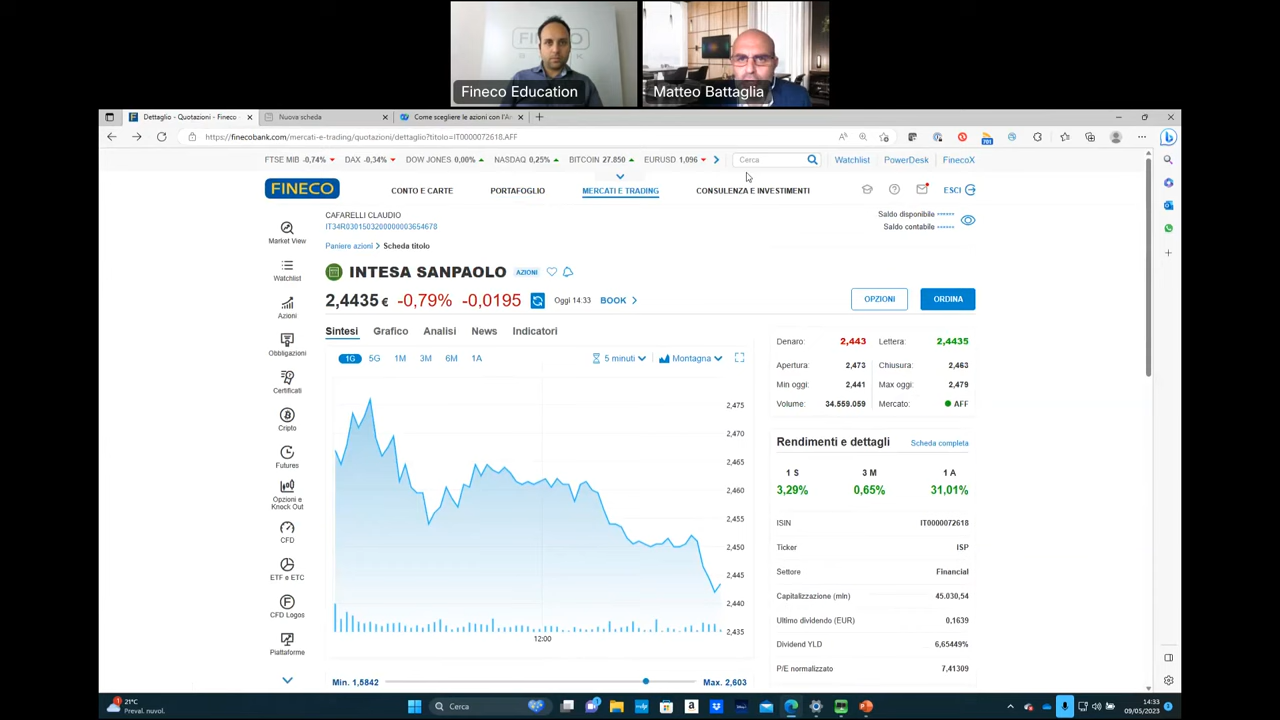 FINECO
BANK
Fineco Education
Matteo Battaglia
Dettaglio - Quotazioni - Fineco
Nuova scheda
Come scegliere le azioni con l'An
https://finecobank.com/mercati-e-trading/quotazioni/dettaglio?titolo=IT0000072618.AFF
FTSE MIB -0,74% DAX -0,34% DOW JONES 0,00% NASDAQ 0,25% BITCOIN 27.850 EURUSD 1,096
Cerca
Watchlist PowerDesk FinecoX
FINECO
CONTO E CARTE PORTAFOGLIO MERCATI E TRADING CONSULENZA E INVESTIMENTI ESCI
CAFARELLI CLAUDIO
IT34R0301503200000003654678
Saldo disponibile ••••••
Saldo contabile ••••••
Paniere azioni > Scheda titolo
Market View
Watchlist
Azioni
Obbligazioni
Certificati
Cripto
Futures
Opzioni e
Knock Out
CFD
ETF e ETC
CFD Logos
Piattaforme
INTESA SANPAOLO AZIONI
2,4435 € -0,79% -0,0195 Oggi 14:33 BOOK >
OPZIONI ORDINA
Sintesi Grafico Analisi News Indicatori
1G 5G 1M 3M 6M 1A 5 minuti Montagna
2,475
2,470
2,465
2,460
2,455
2,450
2,445
2,440
2,435
12:00
Min. 1,5842 Max. 2,603
Denaro: 2,443 Lettera: 2,4435
Apertura: 2,473 Chiusura: 2,463
Min oggi: 2,441 Max oggi: 2,479
Volume: 34.559.059 Mercato: AFF
Rendimenti e dettagli Scheda completa
1 S 3 M 1 A
3,29% 0,65% 31,01%
ISIN IT0000072618
Ticker ISP
Settore Financial
Capitalizzazione (mln) 45.030,54
Ultimo dividendo (EUR) 0,1639
Dividend YLD 6,65449%
P/E normalizzato 7,41309
21°C
Preval. nuvol.
Cerca
14:33
09/05/2023